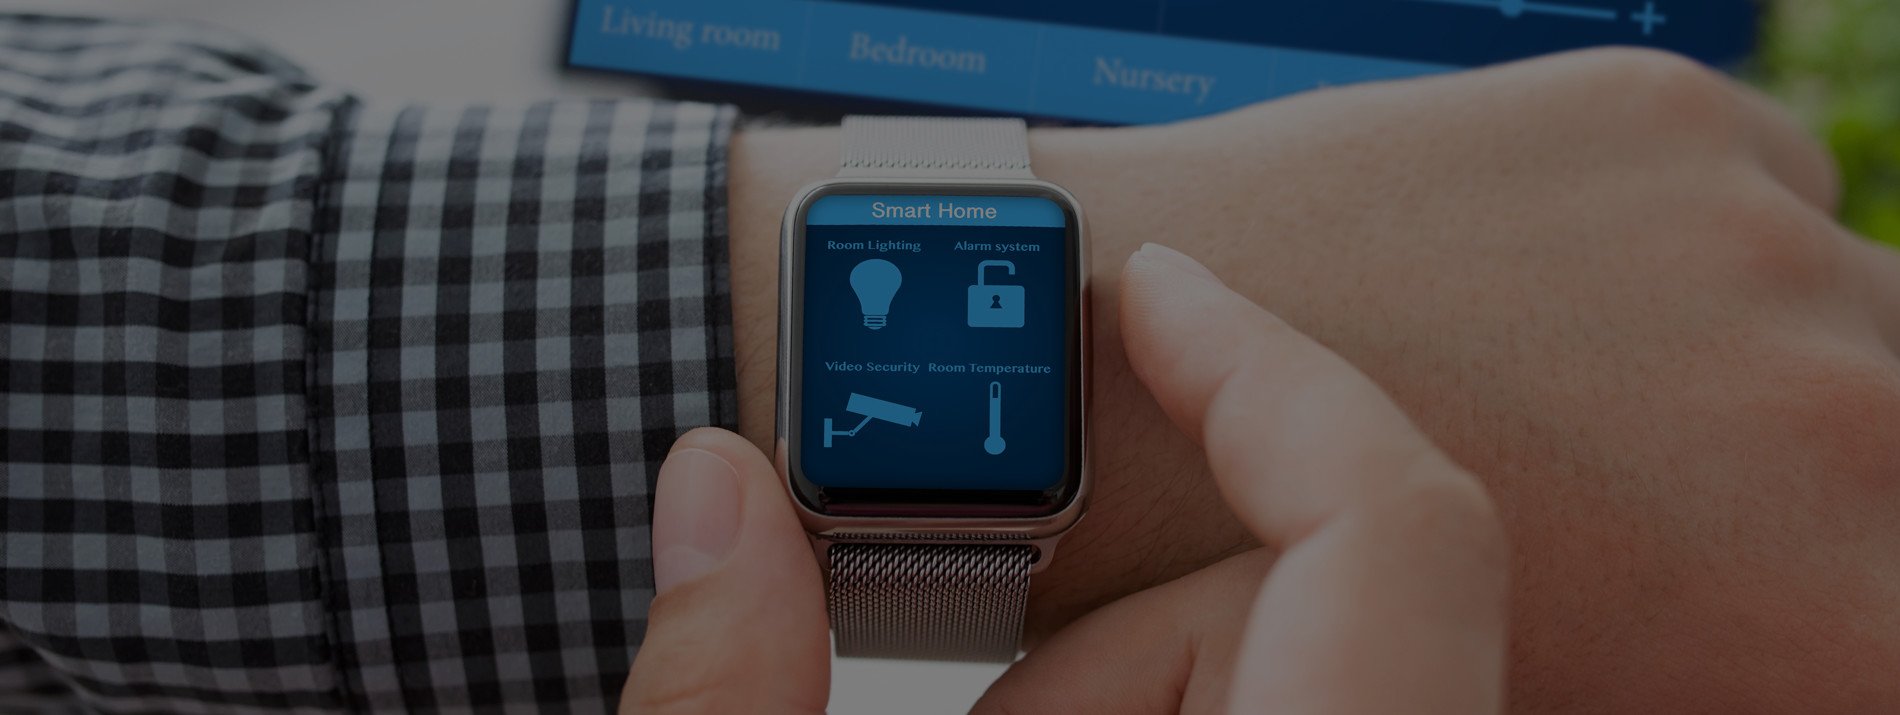 Living room Bedroom Nursery
Smart Home
Room Lighting Alarm system
Video Security Room Temperature